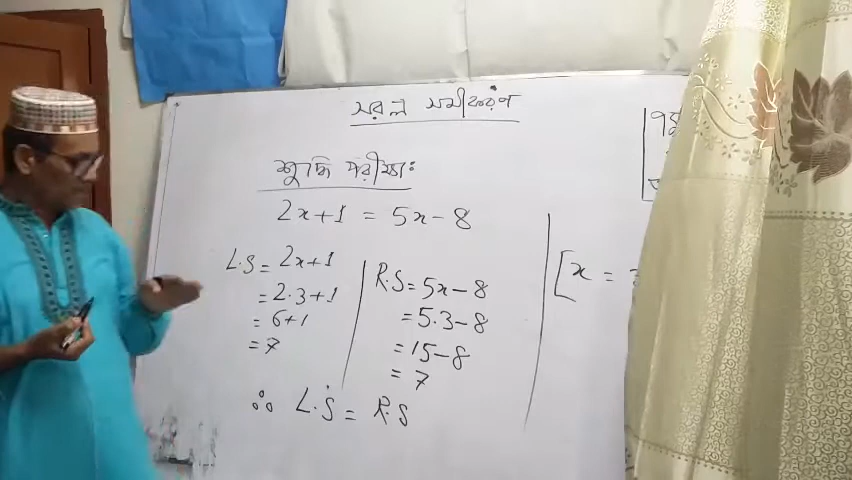 সরল সমীকরণ
শুদ্ধি পরীক্ষা:
2x+1 = 5x-8
L.S = 2x+1
= 2.3+1
= 6+1
= 7
R.S = 5x-8
= 5.3-8
= 15-8
= 7
∴ L.S = R.S
[x =